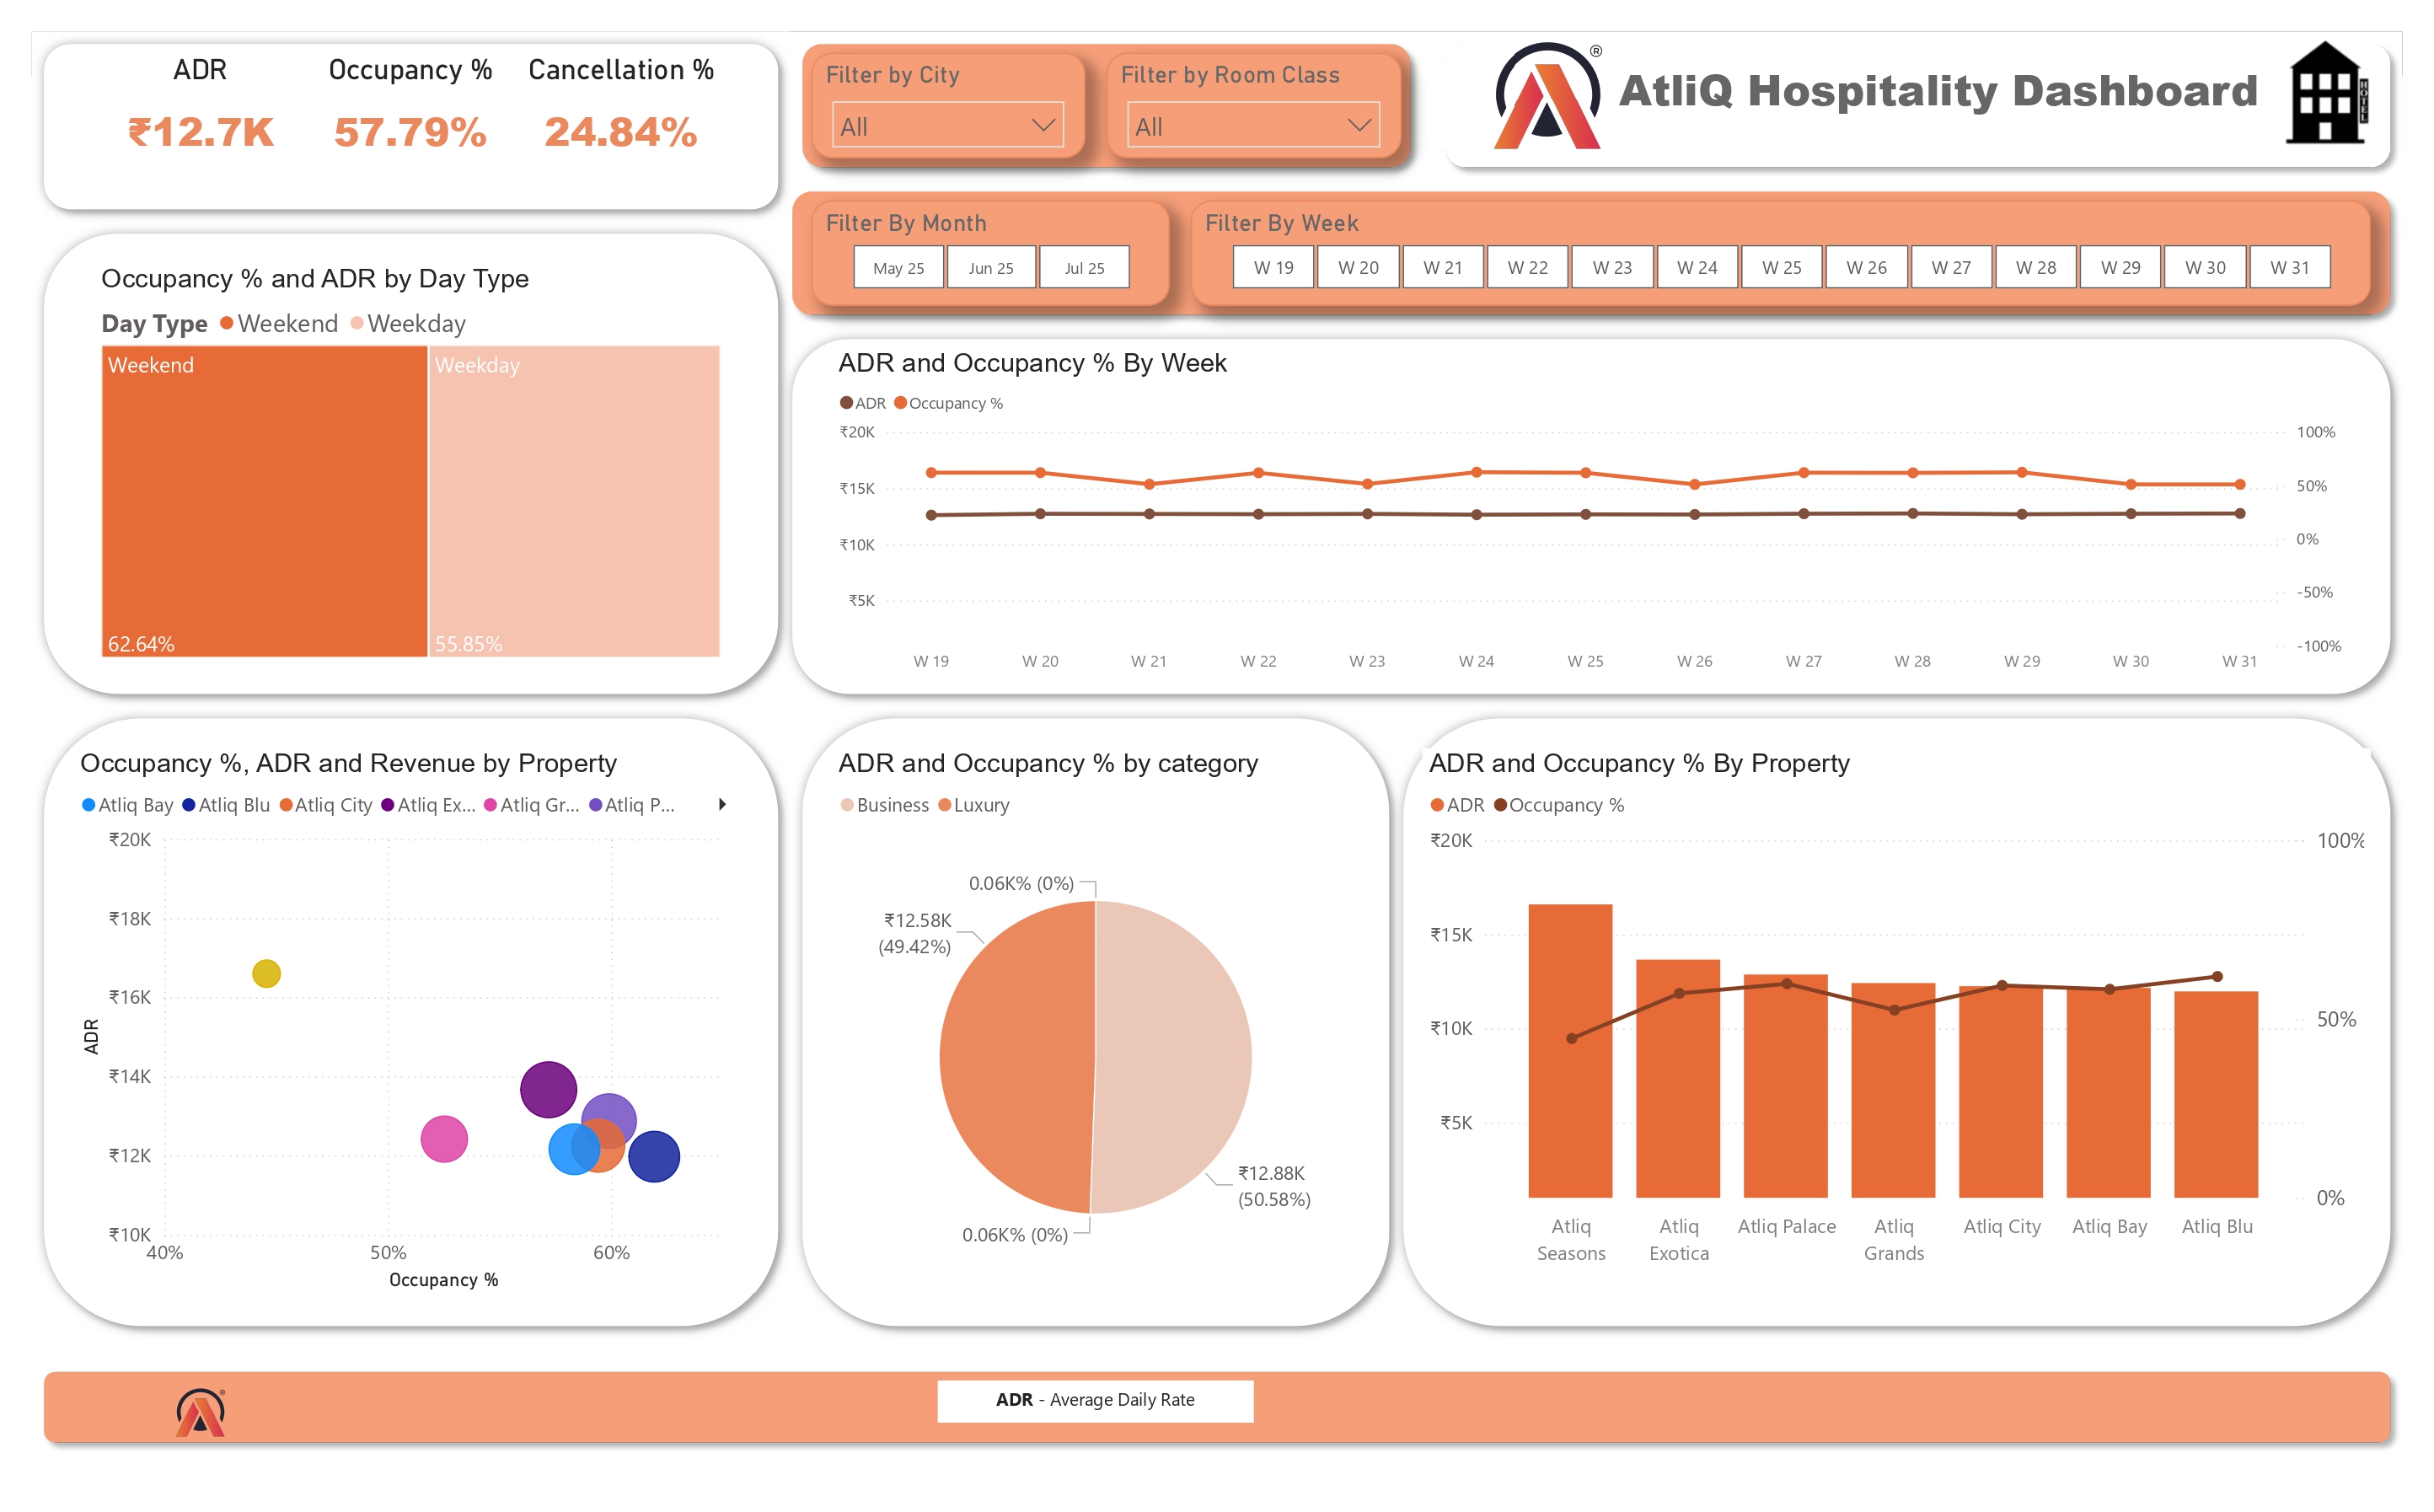 ADR
Occupancy %
Cancellation %
₹12.7K
57.79%
24.84%
Filter by City
All
Filter by Room Class
All
®
AtliQ Hospitality Dashboard
HOTEL
Filter By Month
May 25
Jun 25
Jul 25
Filter By Week
W 19
W 20
W 21
W 22
W 23
W 24
W 25
W 26
W 27
W 28
W 29
W 30
W 31
Occupancy % and ADR by Day Type
Day Type Weekend Weekday
Weekend
Weekday
62.64%
55.85%
ADR and Occupancy % By Week
ADR Occupancy %
₹20K
₹15K
₹10K
₹5K
100%
50%
0%
-50%
-100%
W 19
W 20
W 21
W 22
W 23
W 24
W 25
W 26
W 27
W 28
W 29
W 30
W 31
Occupancy %, ADR and Revenue by Property
Atliq Bay Atliq Blu Atliq City Atliq Ex... Atliq Gr... Atliq P...
₹20K
₹18K
₹16K
₹14K
₹12K
₹10K
ADR
40%
50%
60%
Occupancy %
ADR and Occupancy % by category
Business Luxury
0.06K% (0%)
₹12.58K
(49.42%)
₹12.88K
(50.58%)
0.06K% (0%)
ADR and Occupancy % By Property
ADR Occupancy %
₹20K
₹15K
₹10K
₹5K
100%
50%
0%
Atliq
Seasons
Atliq
Exotica
Atliq Palace
Atliq
Grands
Atliq City
Atliq Bay
Atliq Blu
ADR - Average Daily Rate